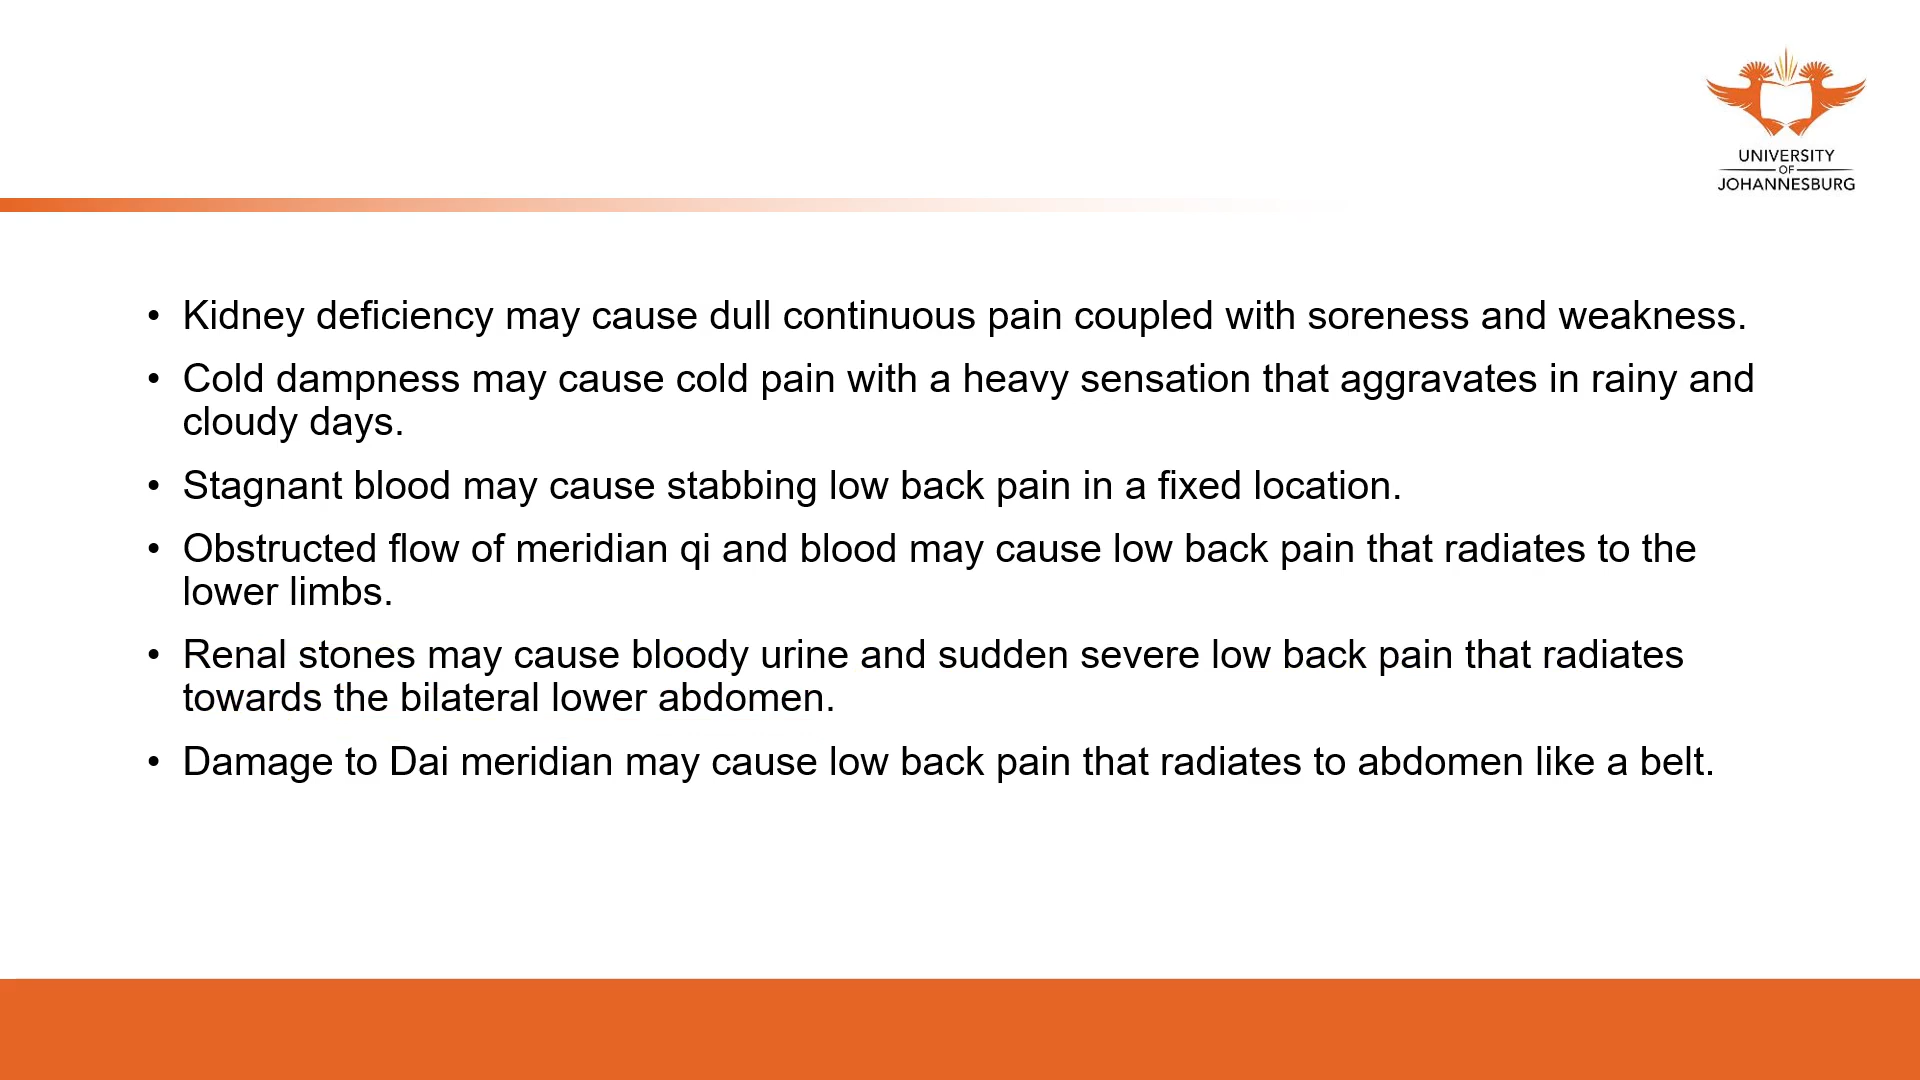 UNIVERSITY
OF
JOHANNESBURG
• Kidney deficiency may cause dull continuous pain coupled with soreness and weakness.
• Cold dampness may cause cold pain with a heavy sensation that aggravates in rainy and
cloudy days.
• Stagnant blood may cause stabbing low back pain in a fixed location.
• Obstructed flow of meridian qi and blood may cause low back pain that radiates to the
lower limbs.
• Renal stones may cause bloody urine and sudden severe low back pain that radiates
towards the bilateral lower abdomen.
• Damage to Dai meridian may cause low back pain that radiates to abdomen like a belt.